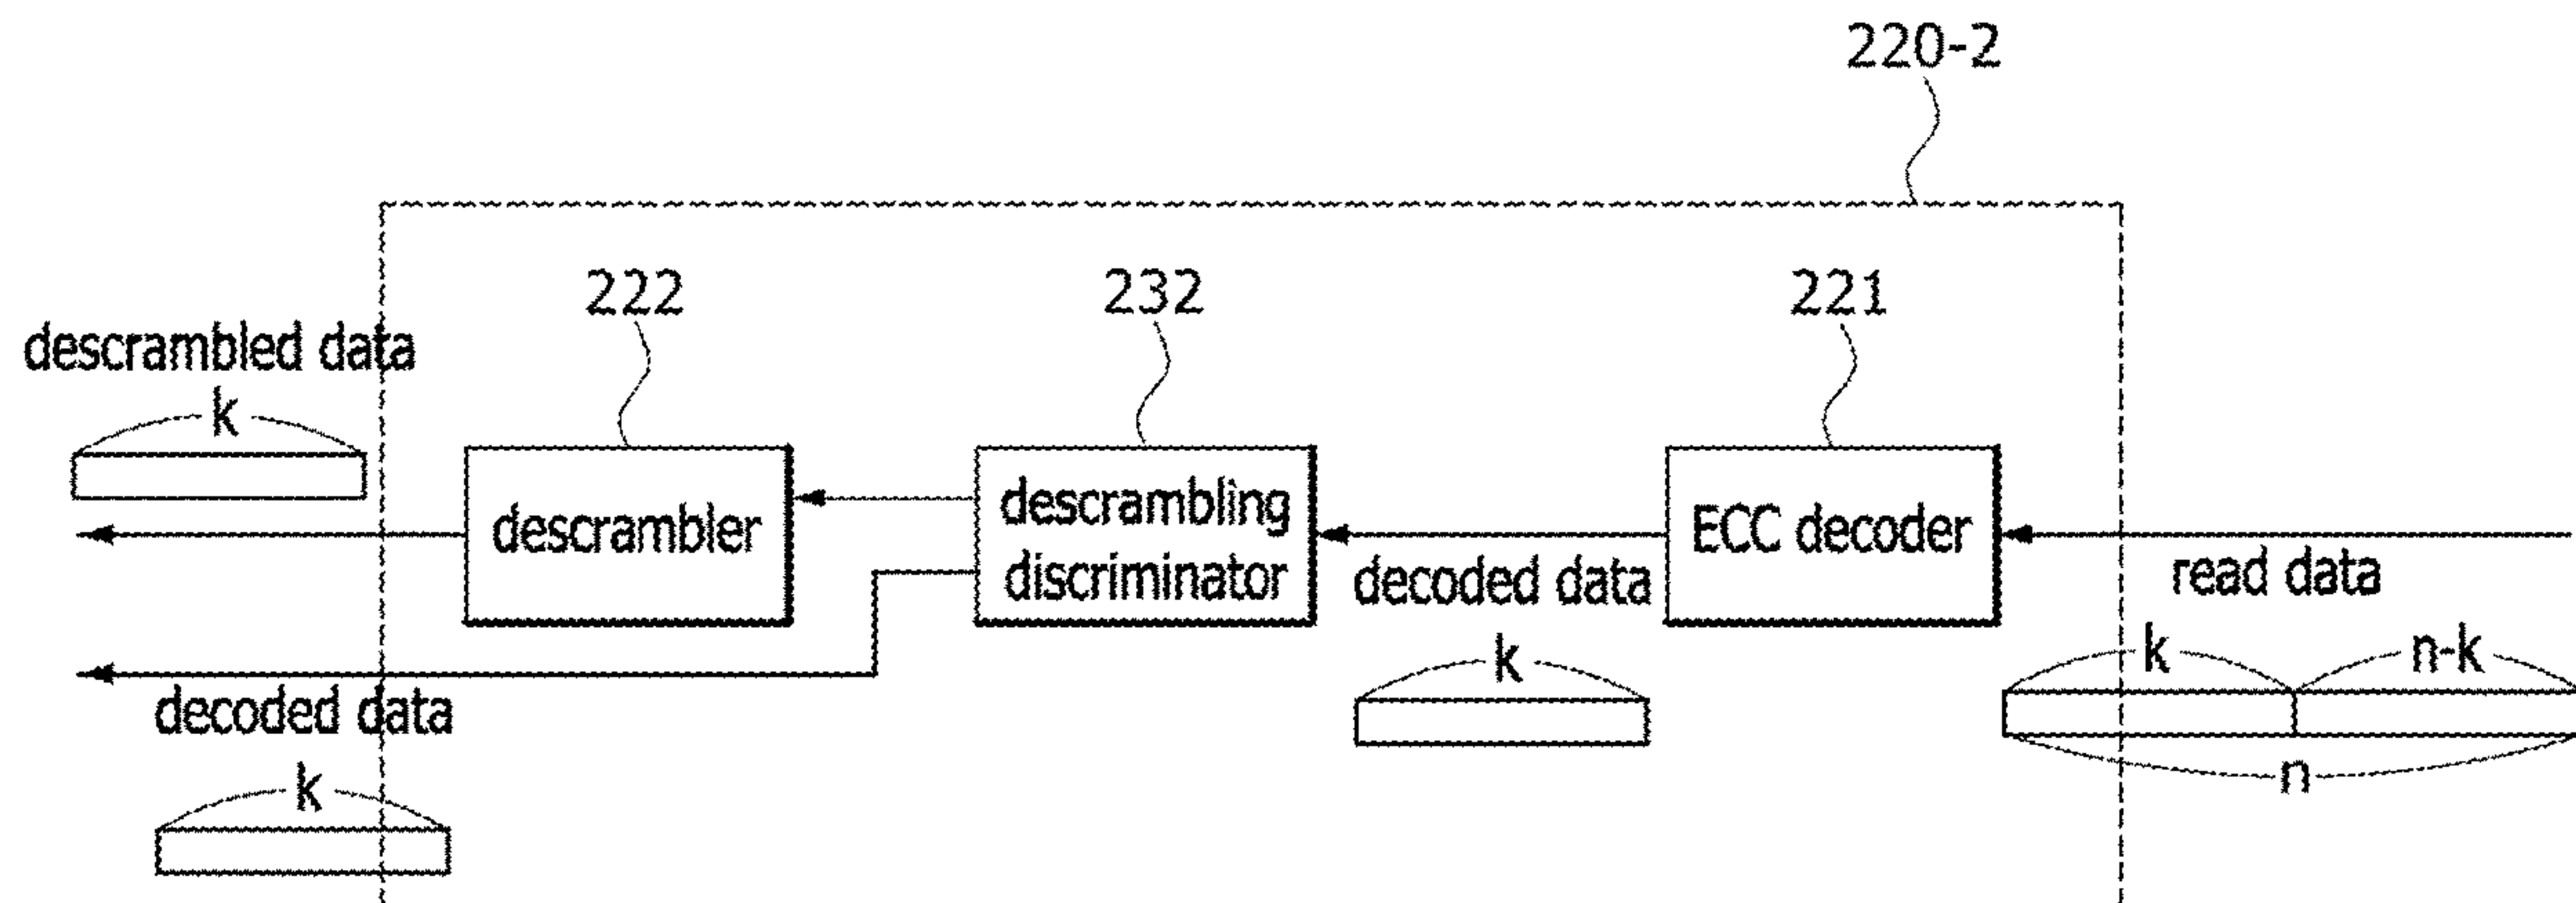 220-2
222
232
221
descrambled data
k
descrambler
descrambling
discriminator
ECC decoder
decoded data
k
read data
k
n-k
n
decoded data
k